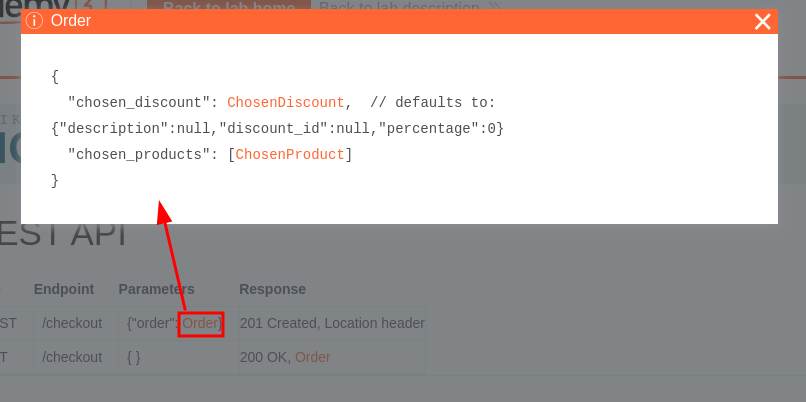 Back to lab home Back to lab description
Order
{
"chosen_discount": ChosenDiscount, // defaults to:
{"description":null,"discount_id":null,"percentage":0}
"chosen_products": [ChosenProduct]
}
EST API
Endpoint Parameters Response
ST /checkout {"order": Order} 201 Created, Location header
T /checkout { } 200 OK, Order